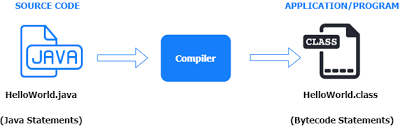 SOURCE CODE
APPLICATION/PROGRAM
JAVA
Compiler
CLASS
HelloWorld.java
HelloWorld.class
(Java Statements)
(Bytecode Statements)